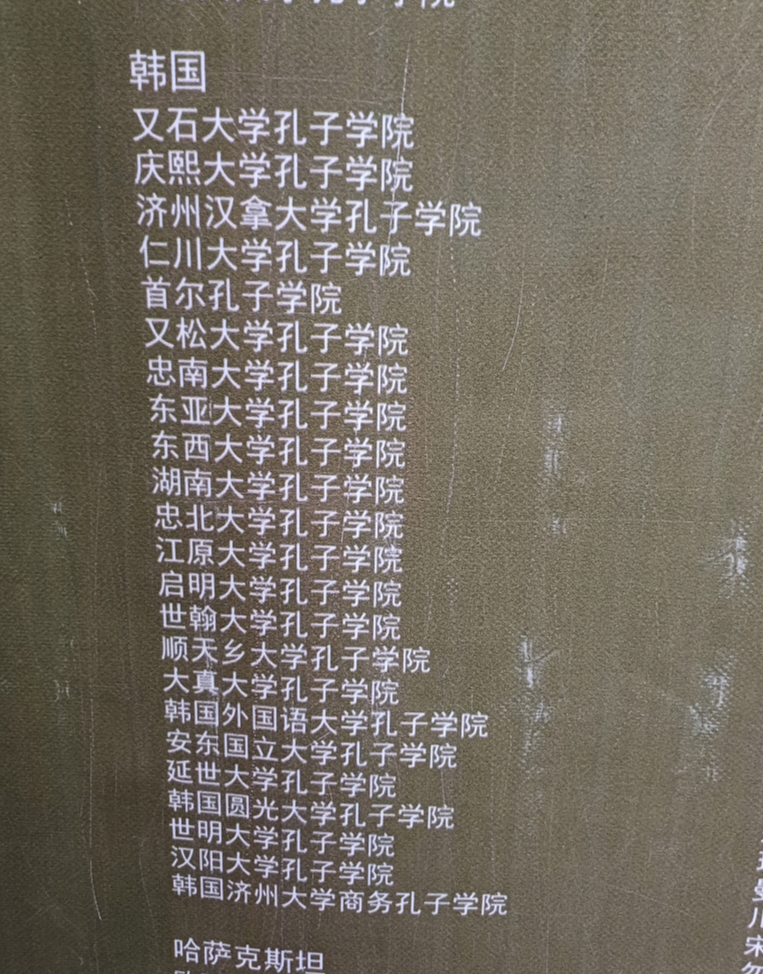 孔子学院
韩国
又石大学孔子学院
庆熙大学孔子学院
济州汉拿大学孔子学院
仁川大学孔子学院
首尔孔子学院
又松大学孔子学院
忠南大学孔子学院
东亚大学孔子学院
东西大学孔子学院
湖南大学孔子学院
忠北大学孔子学院
江原大学孔子学院
启明大学孔子学院
世翰大学孔子学院
顺天乡大学孔子学院
大真大学孔子学院
韩国外国语大学孔子学院
安东国立大学孔子学院
延世大学孔子学院
韩国圆光大学孔子学院
世明大学孔子学院
汉阳大学孔子学院
韩国济州大学商务孔子学院
哈萨克斯坦